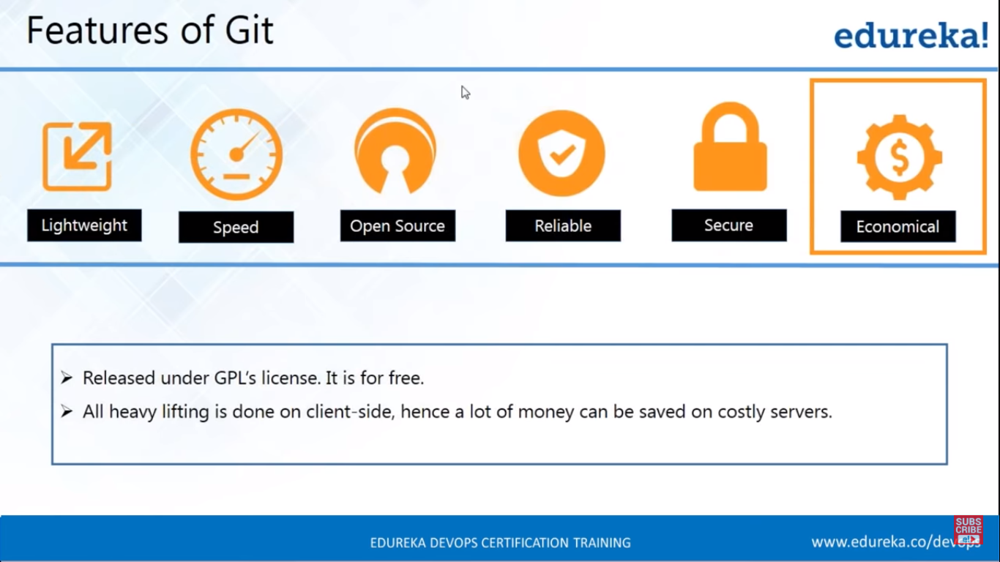 Features of Git
edureka!
Lightweight
Speed
Open Source
Reliable
Secure
Economical
$
➢ Released under GPL's license. It is for free.
➢ All heavy lifting is done on client-side, hence a lot of money can be saved on costly servers.
EDUREKA DEVOPS CERTIFICATION TRAINING
www.edureka.co/devops
SUBS
CRIBE
e!